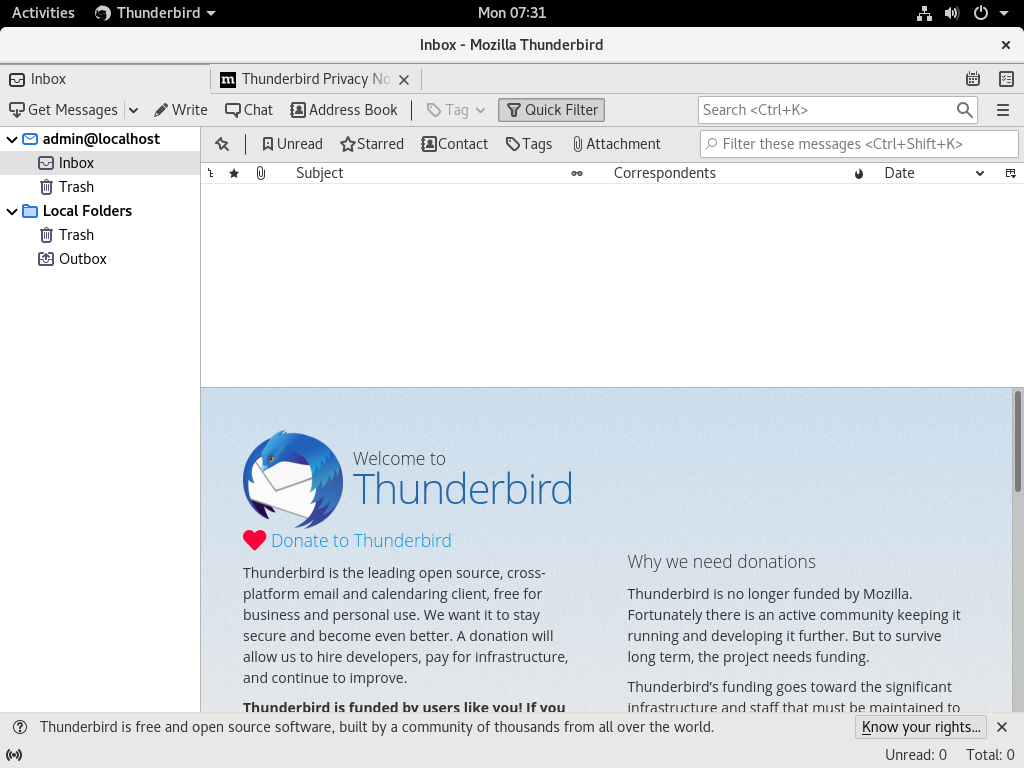 Activities Thunderbird Mon 07:31
Inbox - Mozilla Thunderbird
Inbox Thunderbird Privacy No
Get Messages Write Chat Address Book Tag Quick Filter Search <Ctrl+K>
admin@localhost
Inbox
Trash
Local Folders
Trash
Outbox
Unread Starred Contact Tags Attachment Filter these messages <Ctrl+Shift+K>
Subject Correspondents Date
Welcome to
Thunderbird
Donate to Thunderbird
Thunderbird is the leading open source, cross-
platform email and calendaring client, free for
business and personal use. We want it to stay
secure and become even better. A donation will
allow us to hire developers, pay for infrastructure,
and continue to improve.
Thunderbird is funded by users like you! If you
Why we need donations
Thunderbird is no longer funded by Mozilla.
Fortunately there is an active community keeping it
running and developing it further. But to survive
long term, the project needs funding.
Thunderbird's funding goes toward the significant
infrastructure and staff that must be maintained to
Thunderbird is free and open source software, built by a community of thousands from all over the world. Know your rights...
Unread: 0 Total: 0